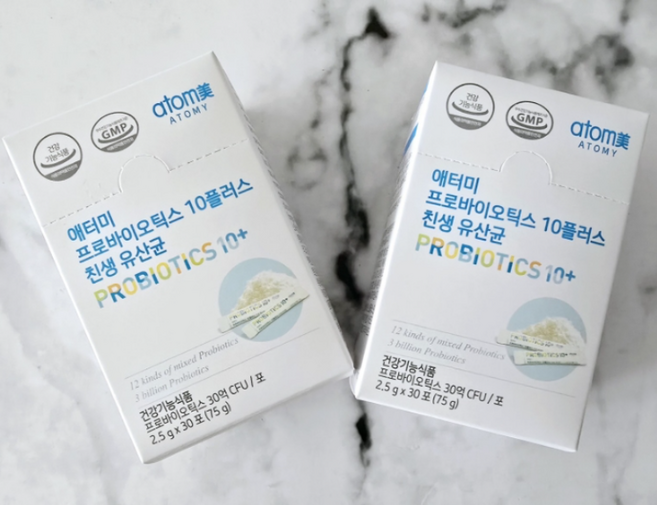 건강
기능식품
GMP
atom美
ATOMY
애터미
프로바이오틱스 10플러스
친생 유산균
PROBIOTICS 10+
12 kinds of mixed Probiotics
3 billion Probiotics
건강기능식품
프로바이오틱스 30억 CFU / 포
2.5 g x 30 포 (75 g)
건강
기능식품
GMP
atom美
ATOMY
애터미
프로바이오틱스 10플러스
친생 유산균
PROBIOTICS 10+
12 kinds of mixed Probiotics
3 billion Probiotics
건강기능식품
프로바이오틱스 30억 CFU / 포
2.5 g x 30 포 (75 g)